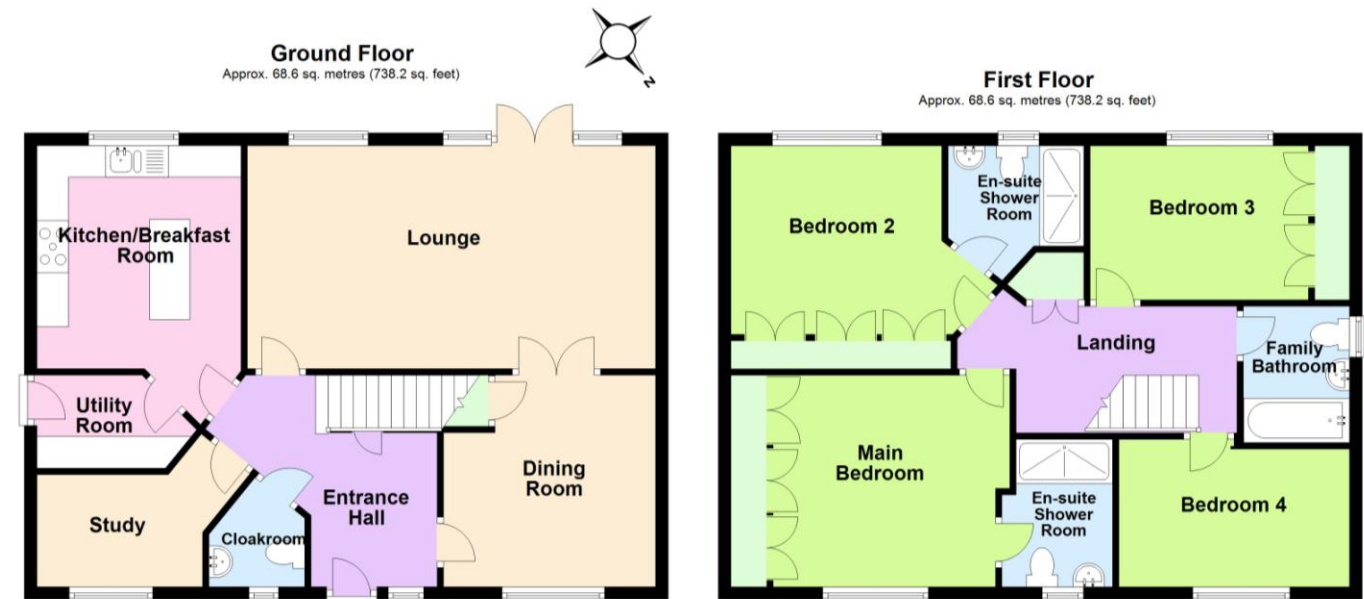 Ground Floor
Approx. 68.6 sq. metres (738.2 sq. feet)
N
Kitchen/Breakfast
Room
Lounge
Utility
Room
Dining
Room
Entrance
Hall
Study
Cloakroom
First Floor
Approx. 68.6 sq. metres (738.2 sq. feet)
Bedroom 2
En-suite
Shower
Room
Bedroom 3
Landing
Family
Bathroom
Main
Bedroom
En-suite
Shower
Room
Bedroom 4